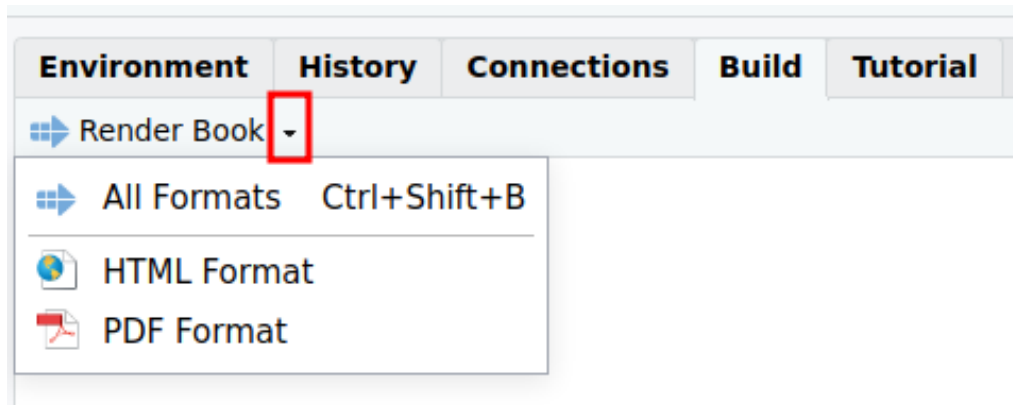 Environment History Connections Build Tutorial
Render Book
All Formats Ctrl+Shift+B
HTML Format
PDF Format